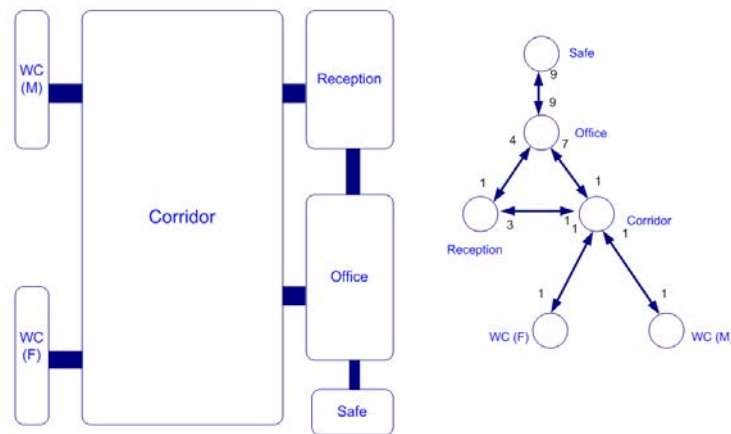 WC
(M)
Reception
Corridor
Office
WC
(F)
Safe
Safe
9
9
Office
4
7
1
1
3
1
1
1
Corridor
Reception
1
1
WC (F)
WC (M)